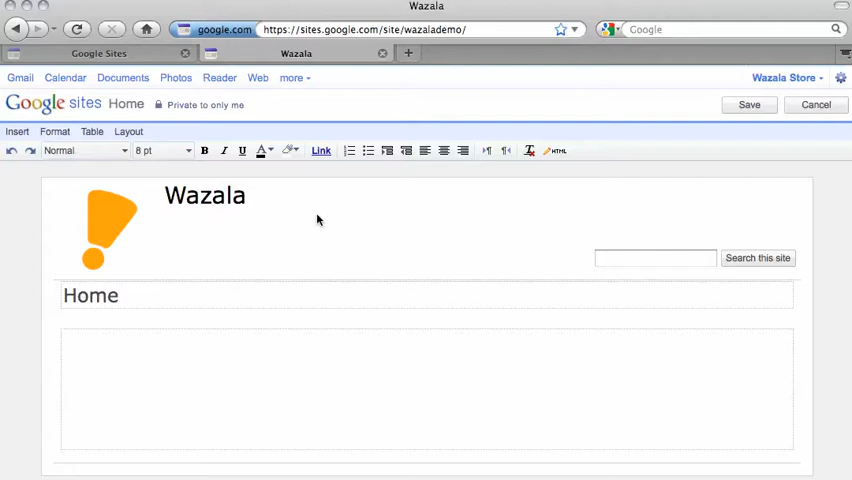 Wazala
google.com https://sites.google.com/site/wazalademo/ Google
Google Sites Wazala
Gmail Calendar Documents Photos Reader Web more Wazala Store
Google sites Home Private to only me Save Cancel
Insert Format Table Layout
Normal 8 pt B I U A Link T HTML
Wazala
Search this site
Home